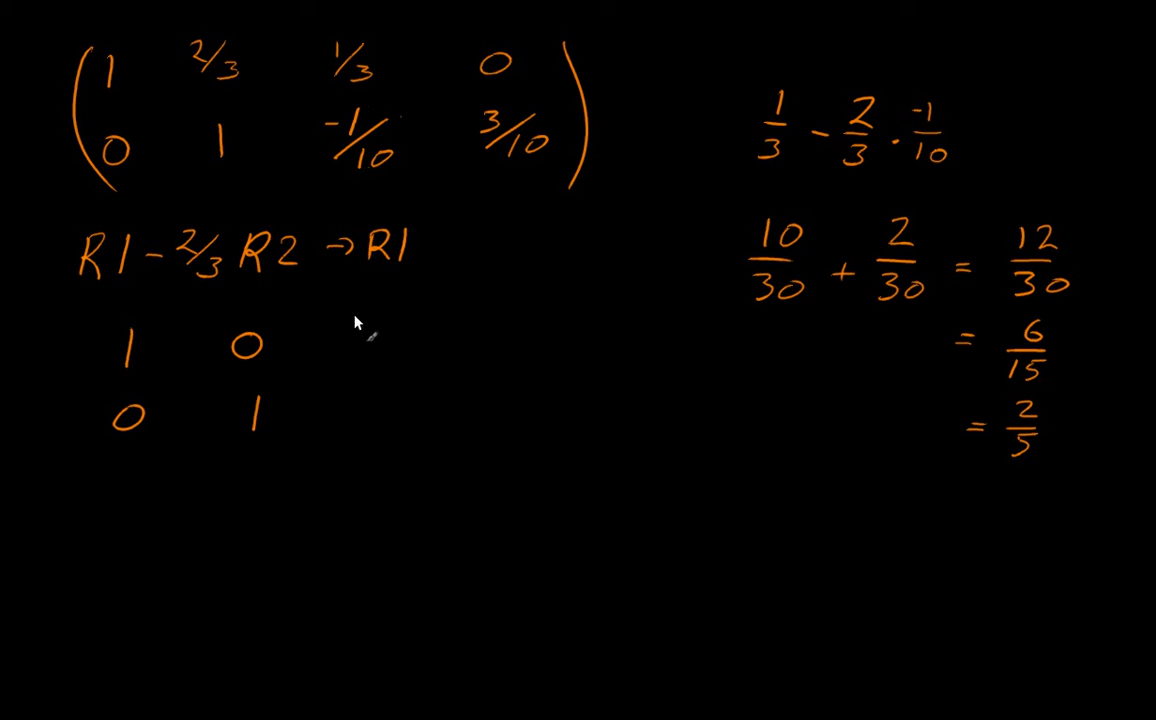 1 2/3 1/3 0
0 1 -1/10 3/10
R1 - 2/3 R2 → R1
1 0
0 1
1/3 - 2/3 · -1/10
10/30 + 2/30 = 12/30
= 6/15
= 2/5